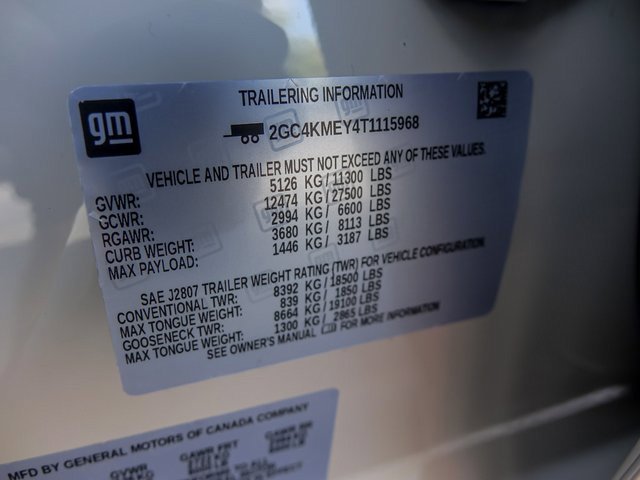 gm
TRAILERING INFORMATION
2GC4KMEY4T1115968
VEHICLE AND TRAILER MUST NOT EXCEED ANY OF THESE VALUES.
GVWR: 5126 KG / 11300 LBS
GCWR: 12474 KG / 27500 LBS
RGAWR: 2994 KG / 6600 LBS
CURB WEIGHT: 3680 KG / 8113 LBS
MAX PAYLOAD: 1446 KG / 3187 LBS
SAE J2807 TRAILER WEIGHT RATING (TWR) FOR VEHICLE CONFIGURATION
CONVENTIONAL TWR: 8392 KG / 18500 LBS
MAX TONGUE WEIGHT: 839 KG / 1850 LBS
GOOSENECK TWR: 8664 KG / 19100 LBS
MAX TONGUE WEIGHT: 1300 KG / 2865 LBS
SEE OWNER'S MANUAL FOR MORE INFORMATION
MFD BY GENERAL MOTORS OF CANADA COMPANY
GVWR GAWR FRT GAWR RR